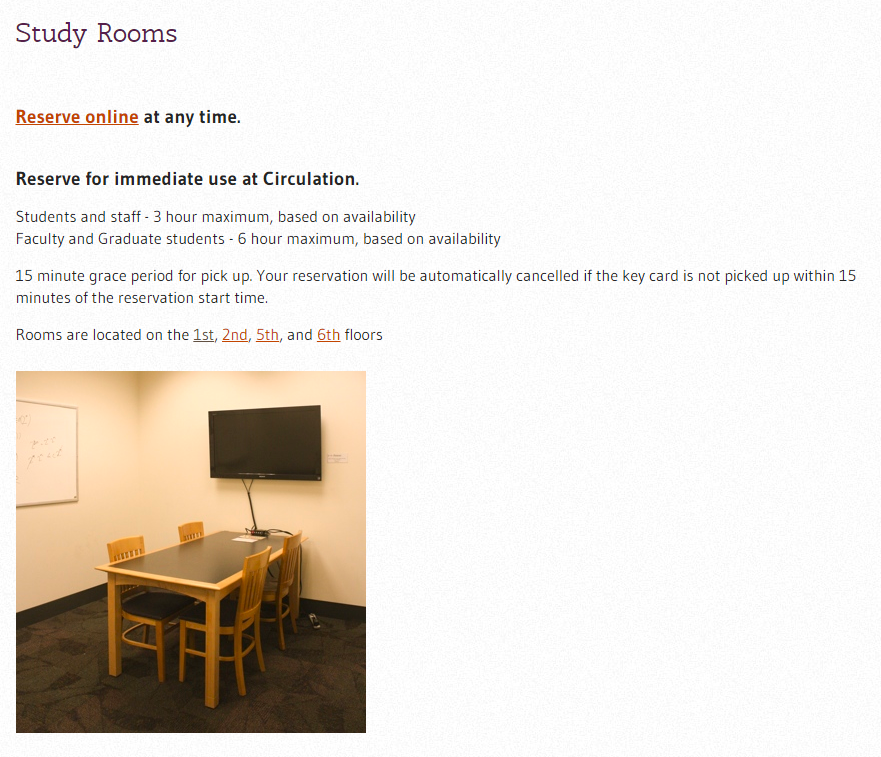 Study Rooms
Reserve online at any time.
Reserve for immediate use at Circulation.
Students and staff - 3 hour maximum, based on availability
Faculty and Graduate students - 6 hour maximum, based on availability
15 minute grace period for pick up. Your reservation will be automatically cancelled if the key card is not picked up within 15
minutes of the reservation start time.
Rooms are located on the 1st, 2nd, 5th, and 6th floors